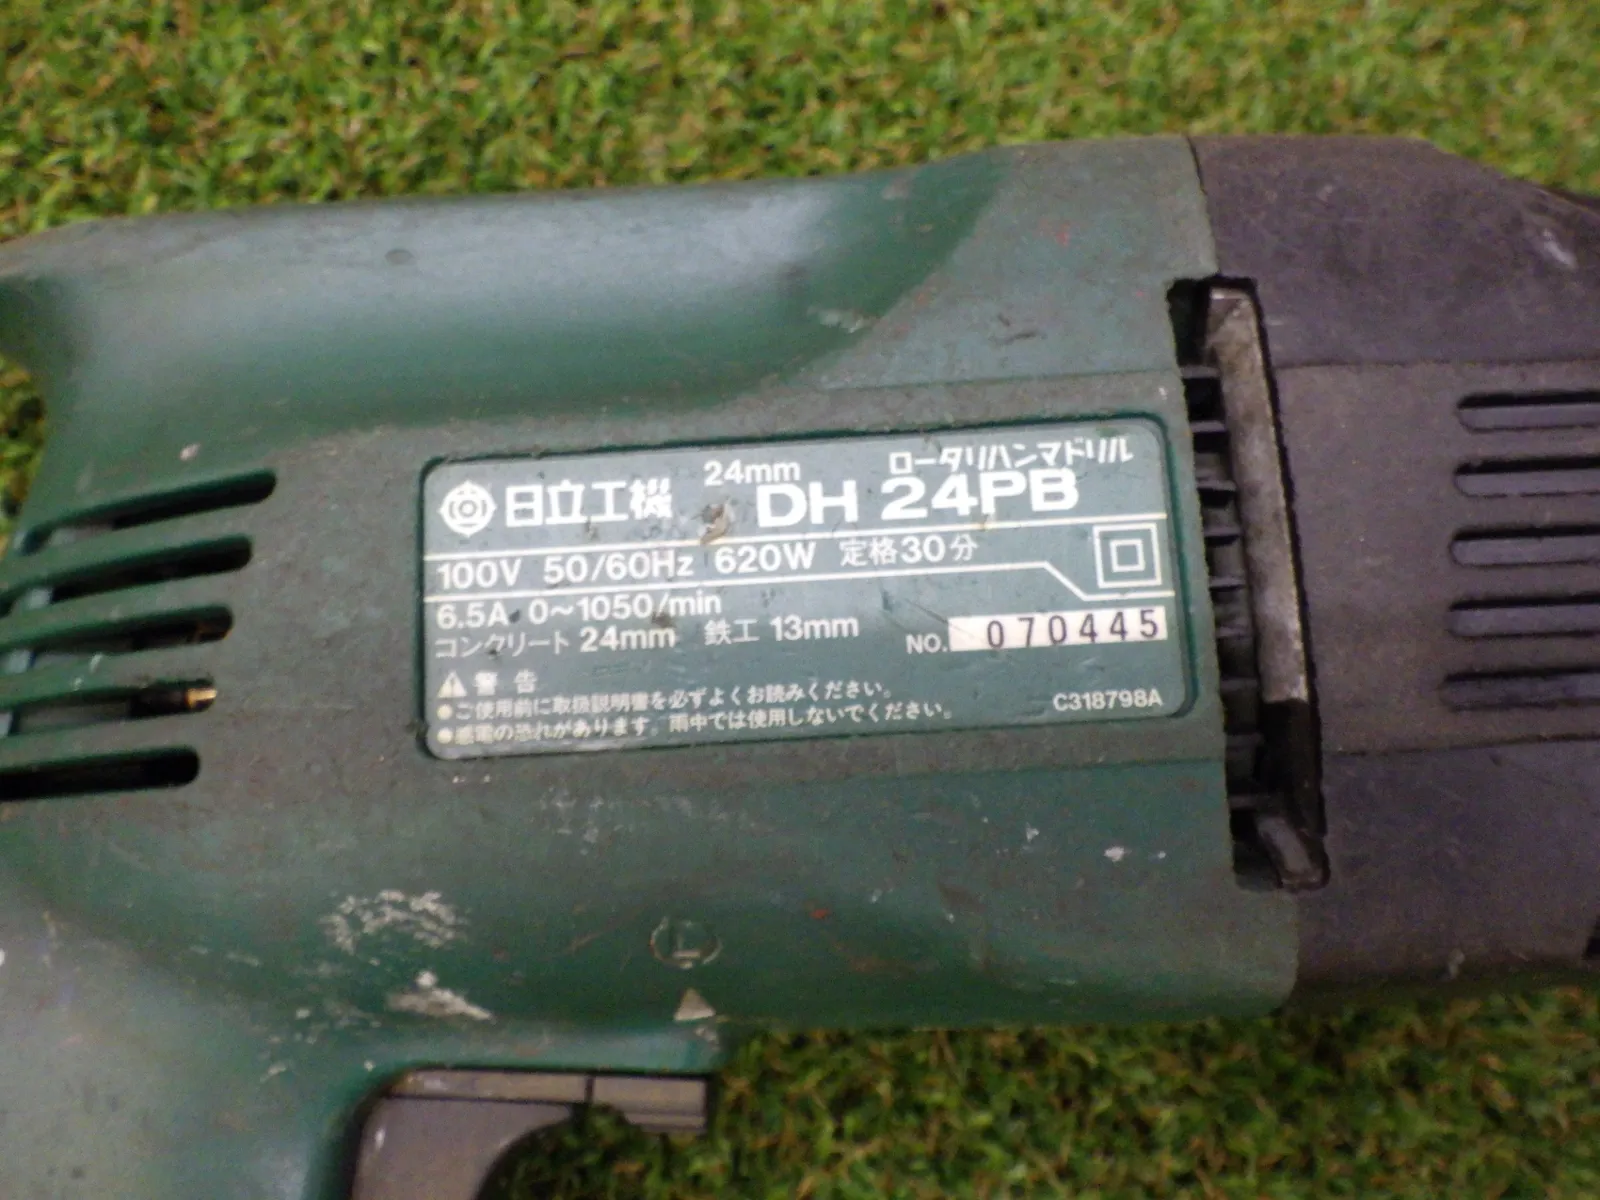 日立工機 24mm ロータリハンマドリル
DH 24PB
100V 50/60Hz 620W 定格30分
6.5A 0~1050/min
コンクリート 24mm 鉄工 13mm NO. 070445
警告
●ご使用前に取扱説明書を必ずよくお読みください。
●感電の恐れがあります。雨中では使用しないでください。
C318798A
L